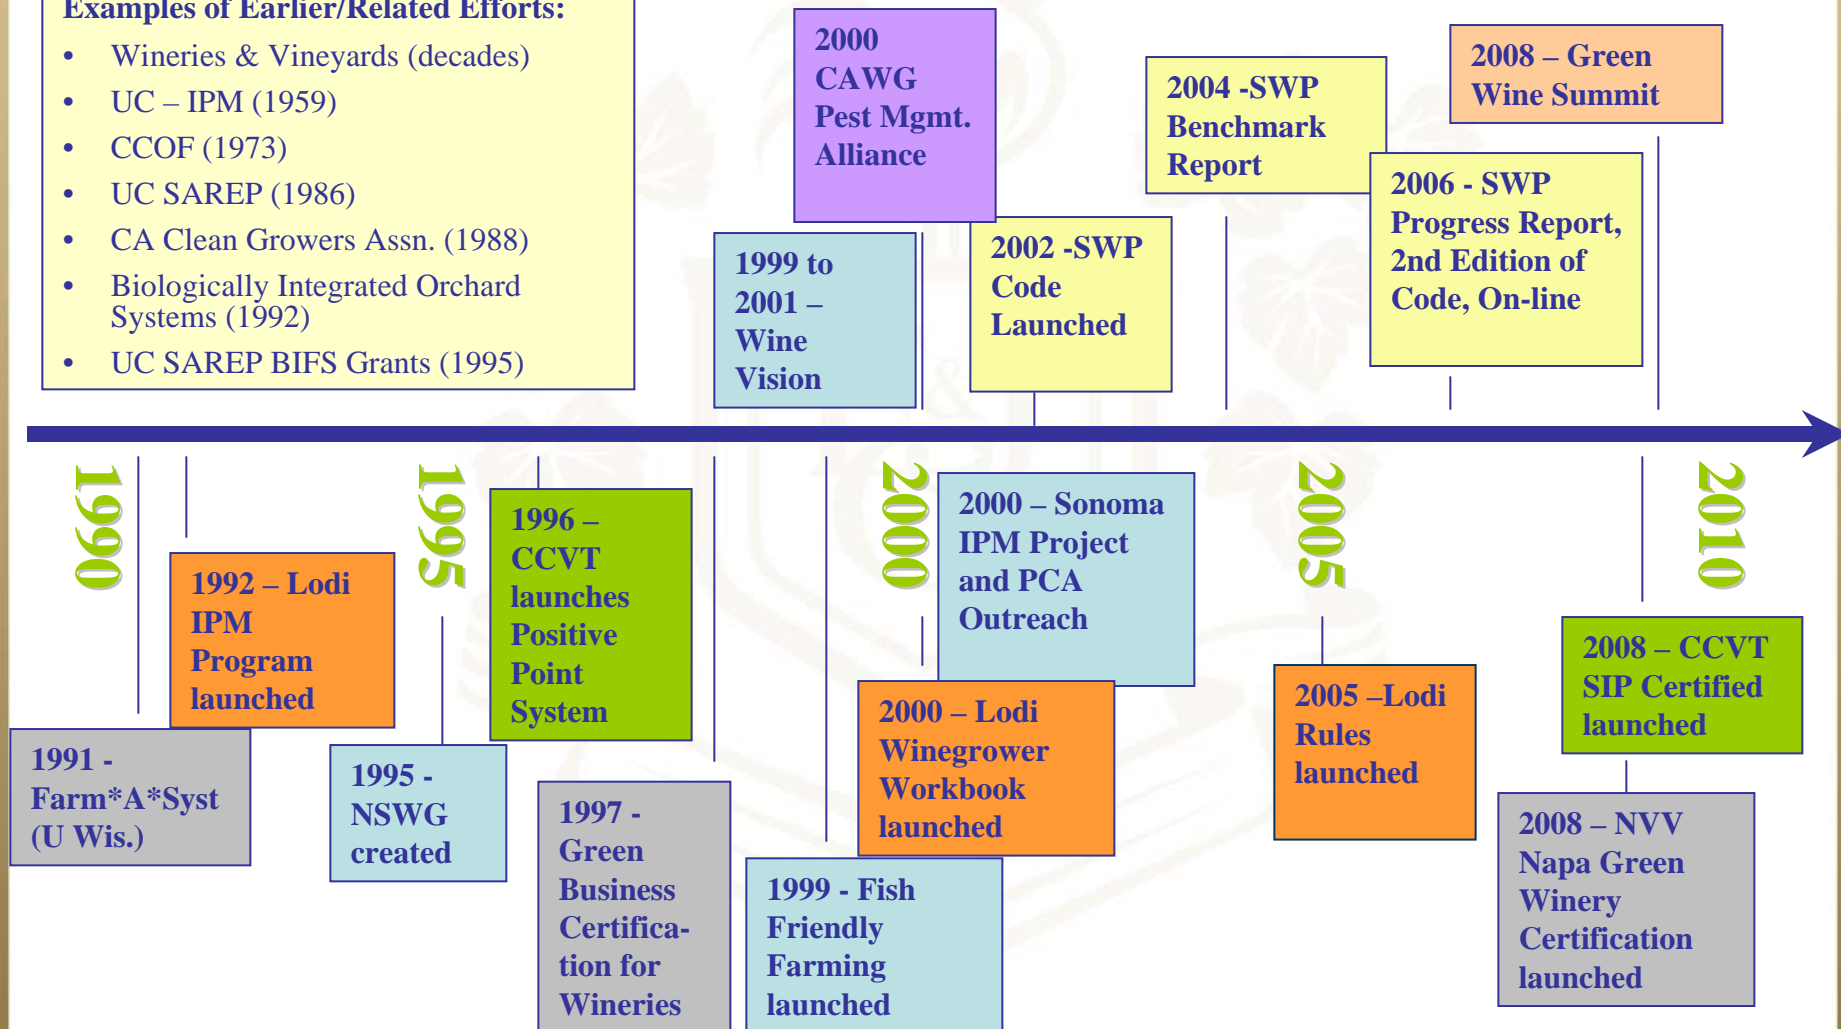 Examples of Earlier/Related Efforts:
• Wineries & Vineyards (decades)
• UC – IPM (1959)
• CCOF (1973)
• UC SAREP (1986)
• CA Clean Growers Assn. (1988)
• Biologically Integrated Orchard
Systems (1992)
• UC SAREP BIFS Grants (1995)
2000
CAWG
Pest Mgmt.
Alliance
1999 to
2001 –
Wine
Vision
2002 -SWP
Code
Launched
2004 -SWP
Benchmark
Report
2006 - SWP
Progress Report,
2nd Edition of
Code, On-line
2008 – Green
Wine Summit
1990
1995
2000
2005
2010
1991 -
Farm*A*Syst
(U Wis.)
1992 – Lodi
IPM
Program
launched
1995 -
NSWG
created
1996 –
CCVT
launches
Positive
Point
System
1997 -
Green
Business
Certifica-
tion for
Wineries
1999 - Fish
Friendly
Farming
launched
2000 – Sonoma
IPM Project
and PCA
Outreach
2000 – Lodi
Winegrower
Workbook
launched
2005 –Lodi
Rules
launched
2008 – CCVT
SIP Certified
launched
2008 – NVV
Napa Green
Winery
Certification
launched